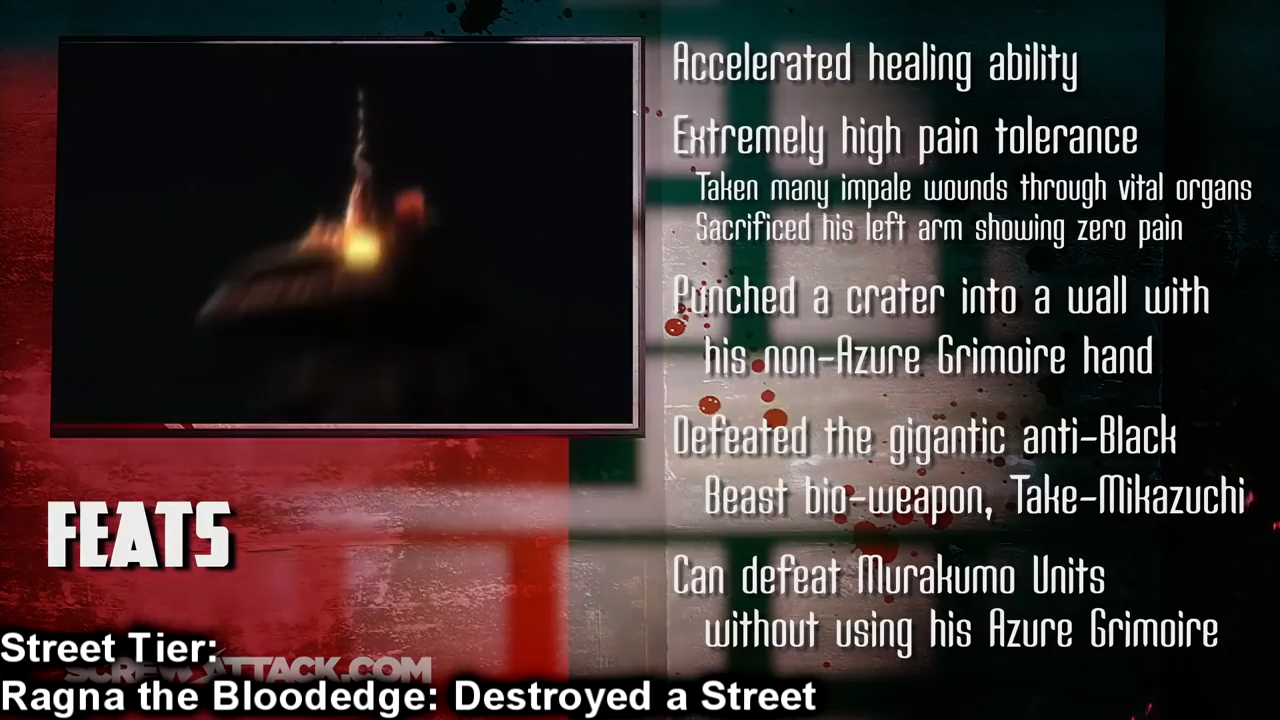 Accelerated healing ability
Extremely high pain tolerance
Taken many impale wounds through vital organs
Sacrificed his left arm showing zero pain
Punched a crater into a wall with
his non-Azure Grimoire hand
Defeated the gigantic anti-Black
Beast bio-weapon, Take-Mikazuchi
Can defeat Murakumo Units
without using his Azure Grimoire
FEATS
Street Tier:
SCREWATTACK.COM
Ragna the Bloodedge: Destroyed a Street